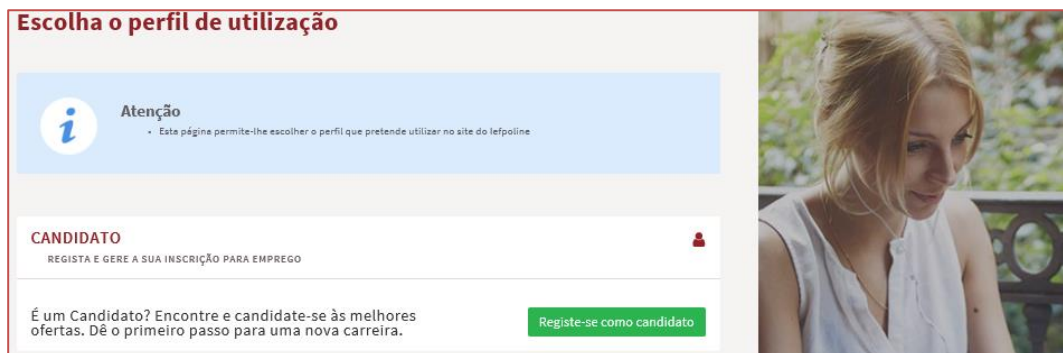 Escolha o perfil de utilização
Atenção
• Esta página permite-lhe escolher o perfil que pretende utilizar no site do Iefpoline
CANDIDATO
REGISTA E GERE A SUA INSCRIÇÃO PARA EMPREGO
É um Candidato? Encontre e candidate-se às melhores
ofertas. Dê o primeiro passo para uma nova carreira.
Registe-se como candidato